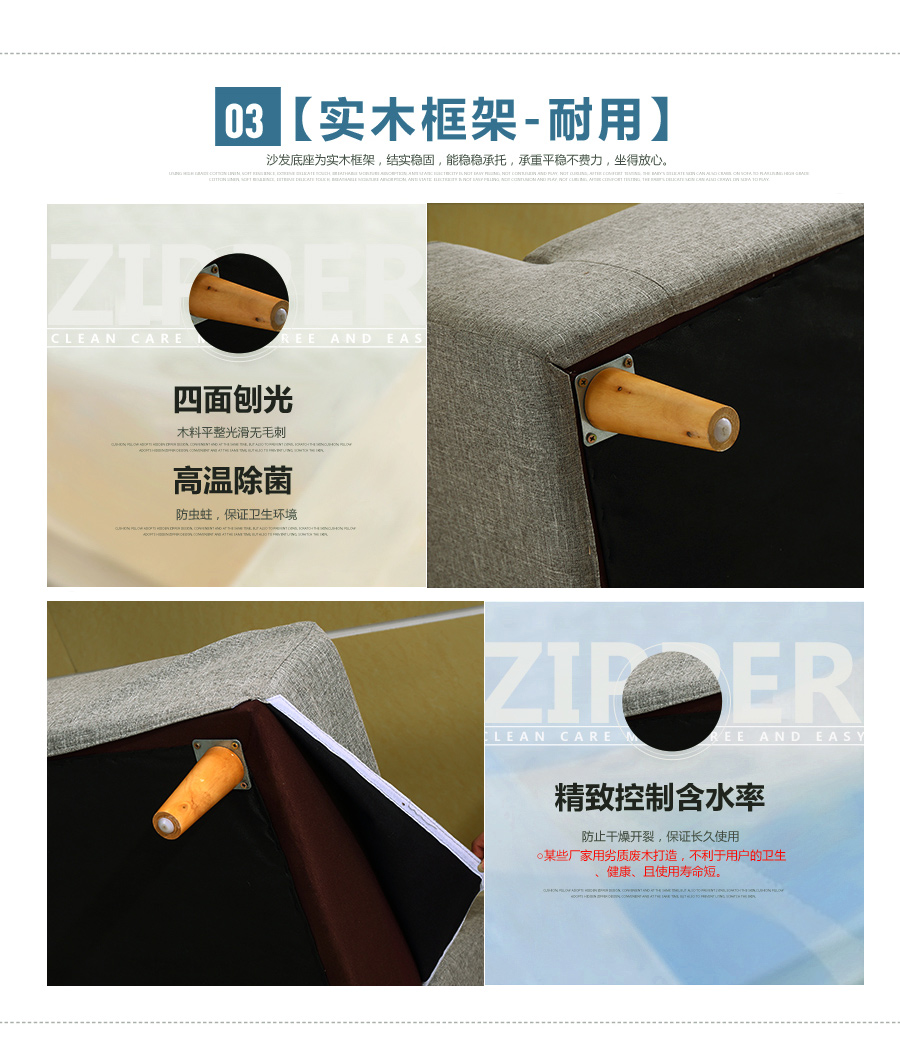 03【实木框架-耐用】
沙发底座为实木框架，结实稳固，能稳稳承托，承重平稳不费力，坐得放心。
ZIPPER
CLEAN CARE
REE AND EAS
四面刨光
木料平整光滑无毛刺
高温除菌
防虫蛀，保证卫生环境
ZIPPER
CLEAN CARE
REE AND EASY
精致控制含水率
防止干燥开裂，保证长久使用
○某些厂家用劣质废木打造，不利于用户的卫生
、健康、且使用寿命短。